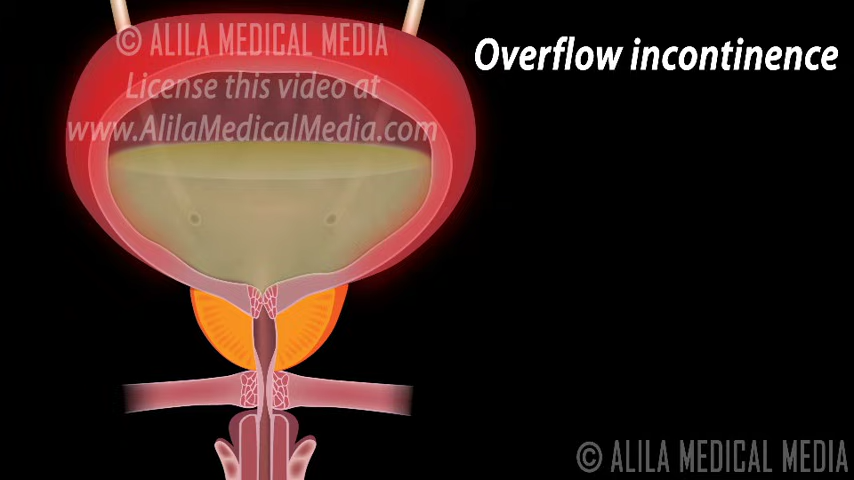 © ALILA MEDICAL MEDIA
License this video at
www.AlilaMedicalMedia.com
Overflow incontinence
© ALILA MEDICAL MEDIA